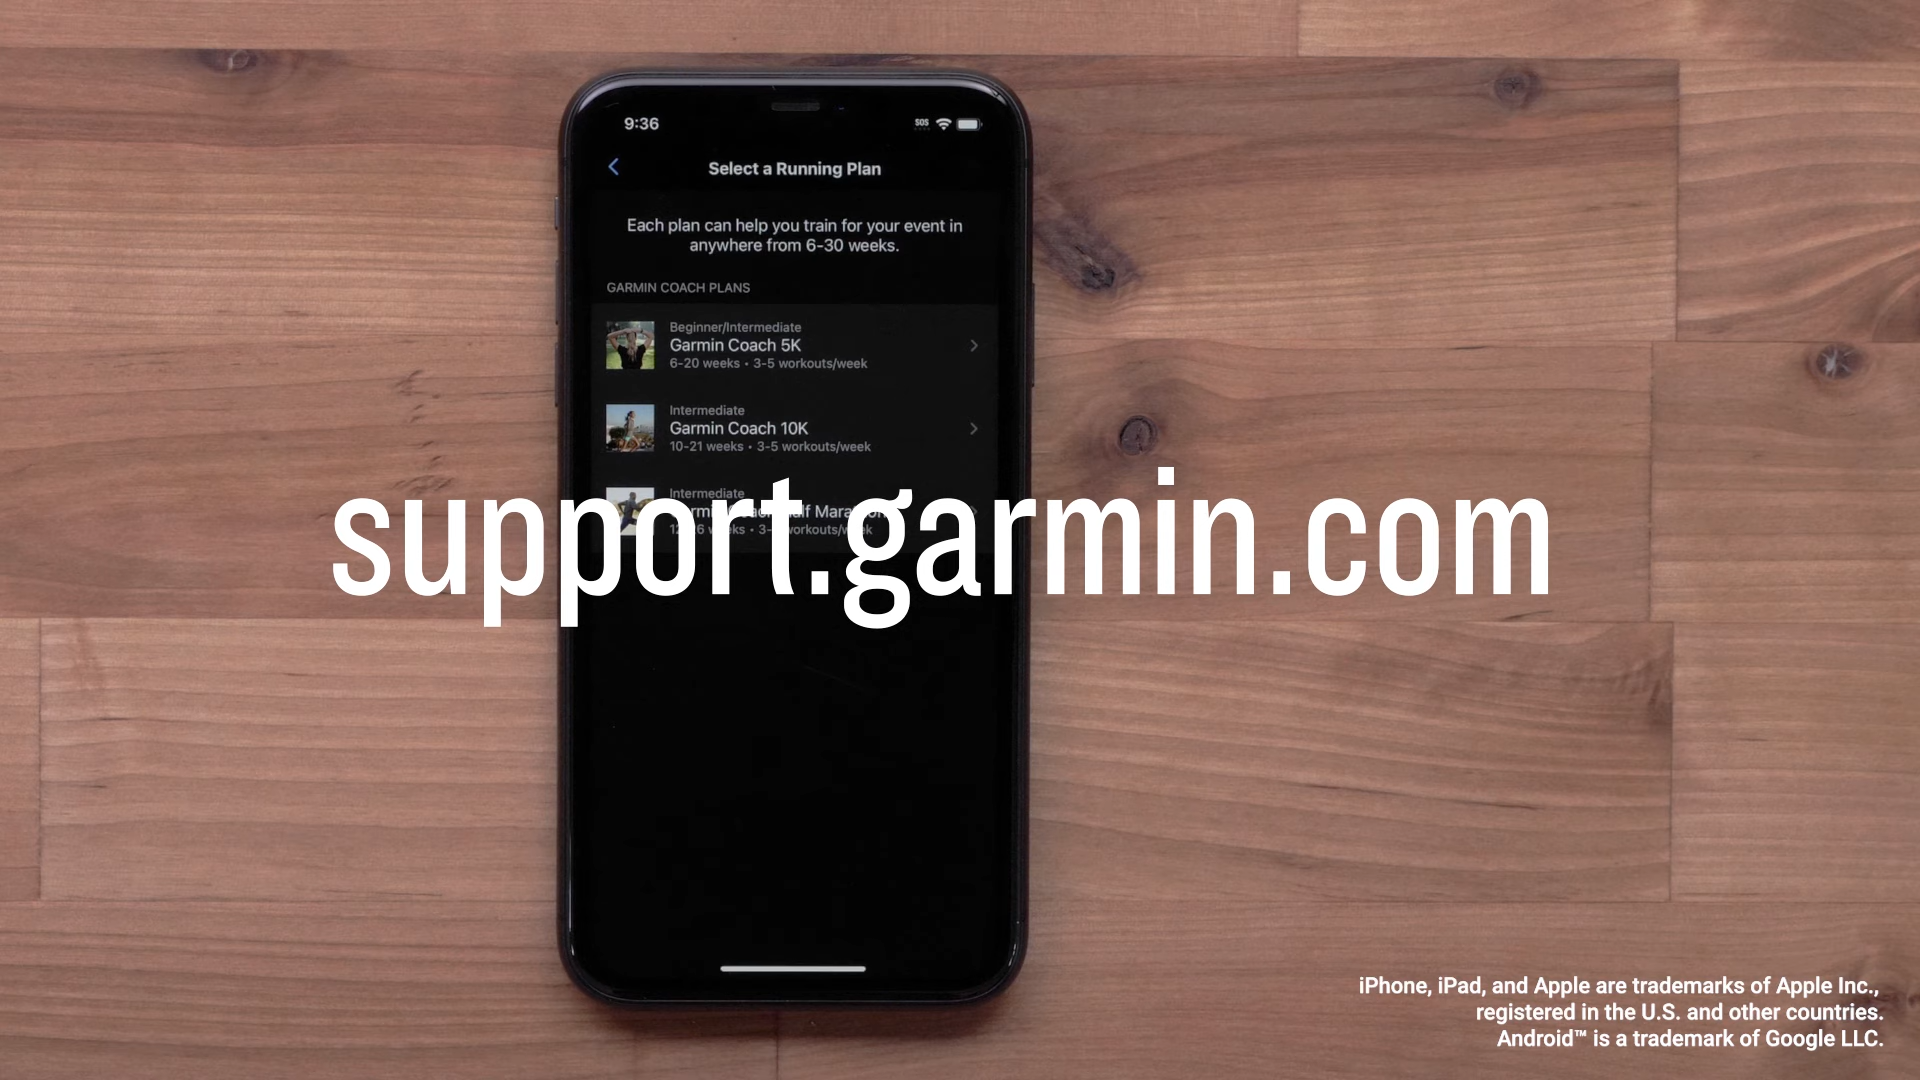 9:36
SOS
Select a Running Plan
Each plan can help you train for your event in
anywhere from 6-30 weeks.
GARMIN COACH PLANS
Beginner/Intermediate
Garmin Coach 5K
6-20 weeks • 3-5 workouts/week
Intermediate
Garmin Coach 10K
10-21 weeks • 3-5 workouts/week
Intermediate
support.garmin.com
iPhone, iPad, and Apple are trademarks of Apple Inc.,
registered in the U.S. and other countries.
Android™ is a trademark of Google LLC.